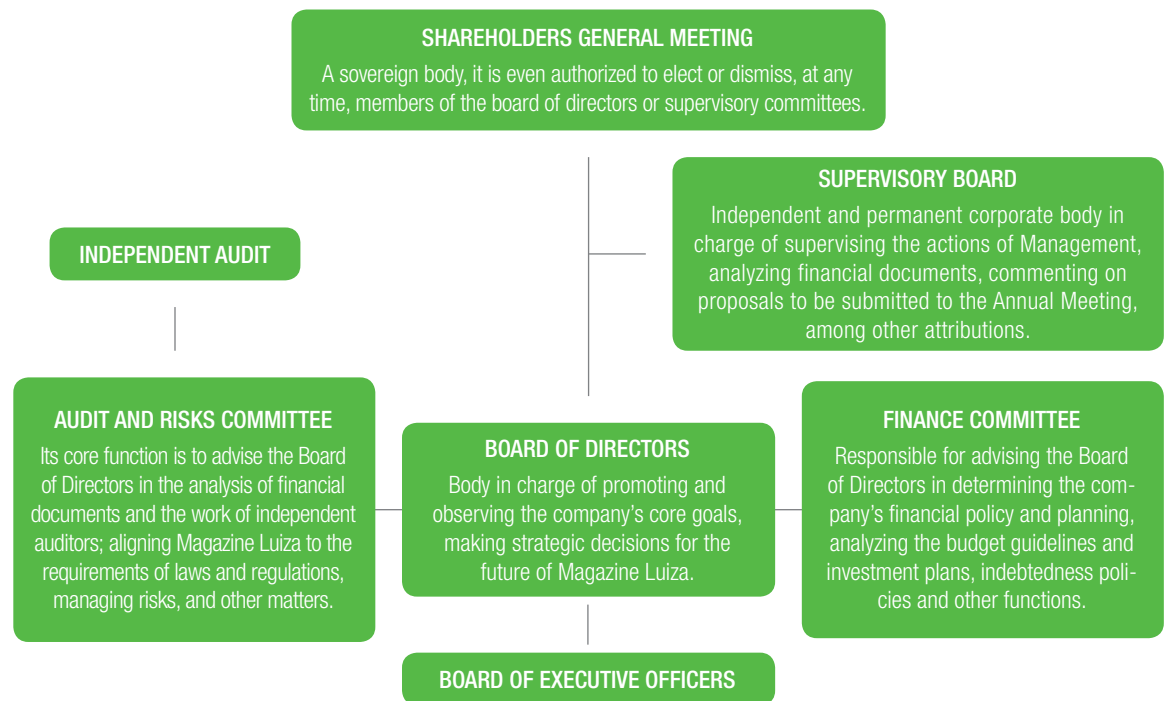 SHAREHOLDERS GENERAL MEETING
A sovereign body, it is even authorized to elect or dismiss, at any
time, members of the board of directors or supervisory committees.
SUPERVISORY BOARD
Independent and permanent corporate body in
charge of supervising the actions of Management,
analyzing financial documents, commenting on
proposals to be submitted to the Annual Meeting,
among other attributions.
INDEPENDENT AUDIT
AUDIT AND RISKS COMMITTEE
Its core function is to advise the Board
of Directors in the analysis of financial
documents and the work of independent
auditors; aligning Magazine Luiza to the
requirements of laws and regulations,
managing risks, and other matters.
BOARD OF DIRECTORS
Body in charge of promoting and
observing the company's core goals,
making strategic decisions for the
future of Magazine Luiza.
FINANCE COMMITTEE
Responsible for advising the Board
of Directors in determining the com-
pany's financial policy and planning,
analyzing the budget guidelines and
investment plans, indebtedness poli-
cies and other functions.
BOARD OF EXECUTIVE OFFICERS